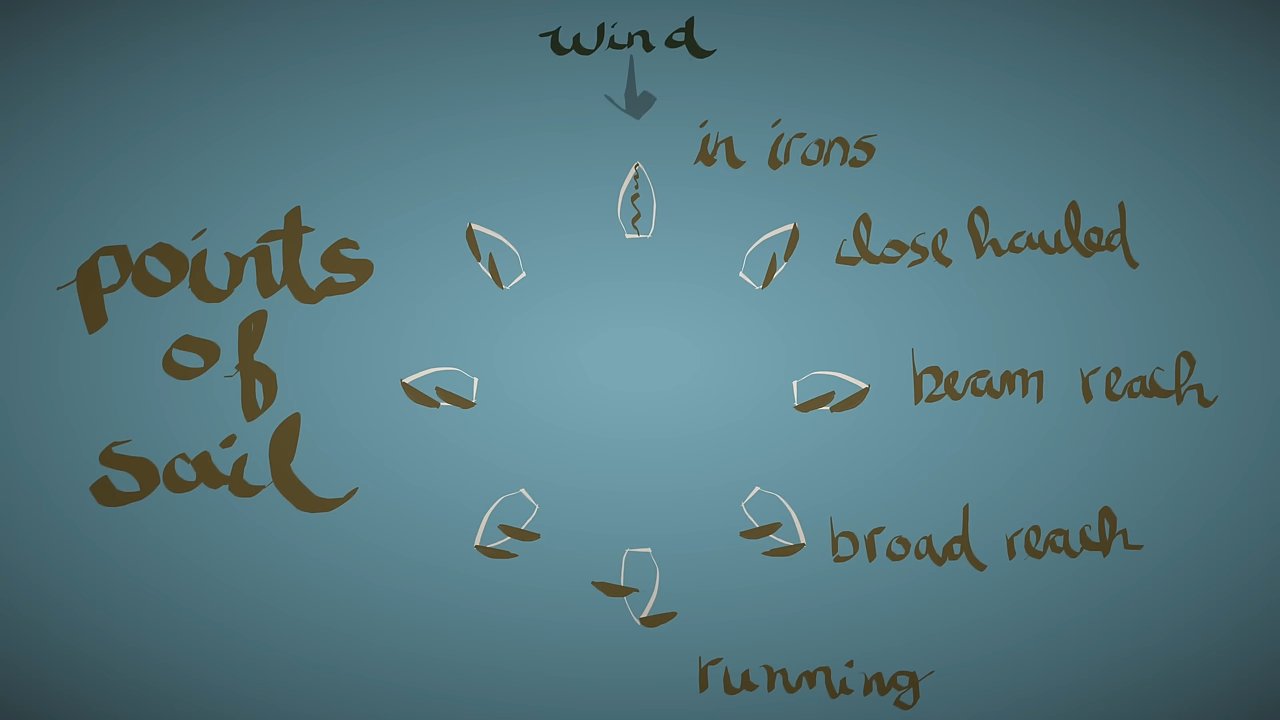 wind
in irons
close hauled
points
of
sail
beam reach
broad reach
running